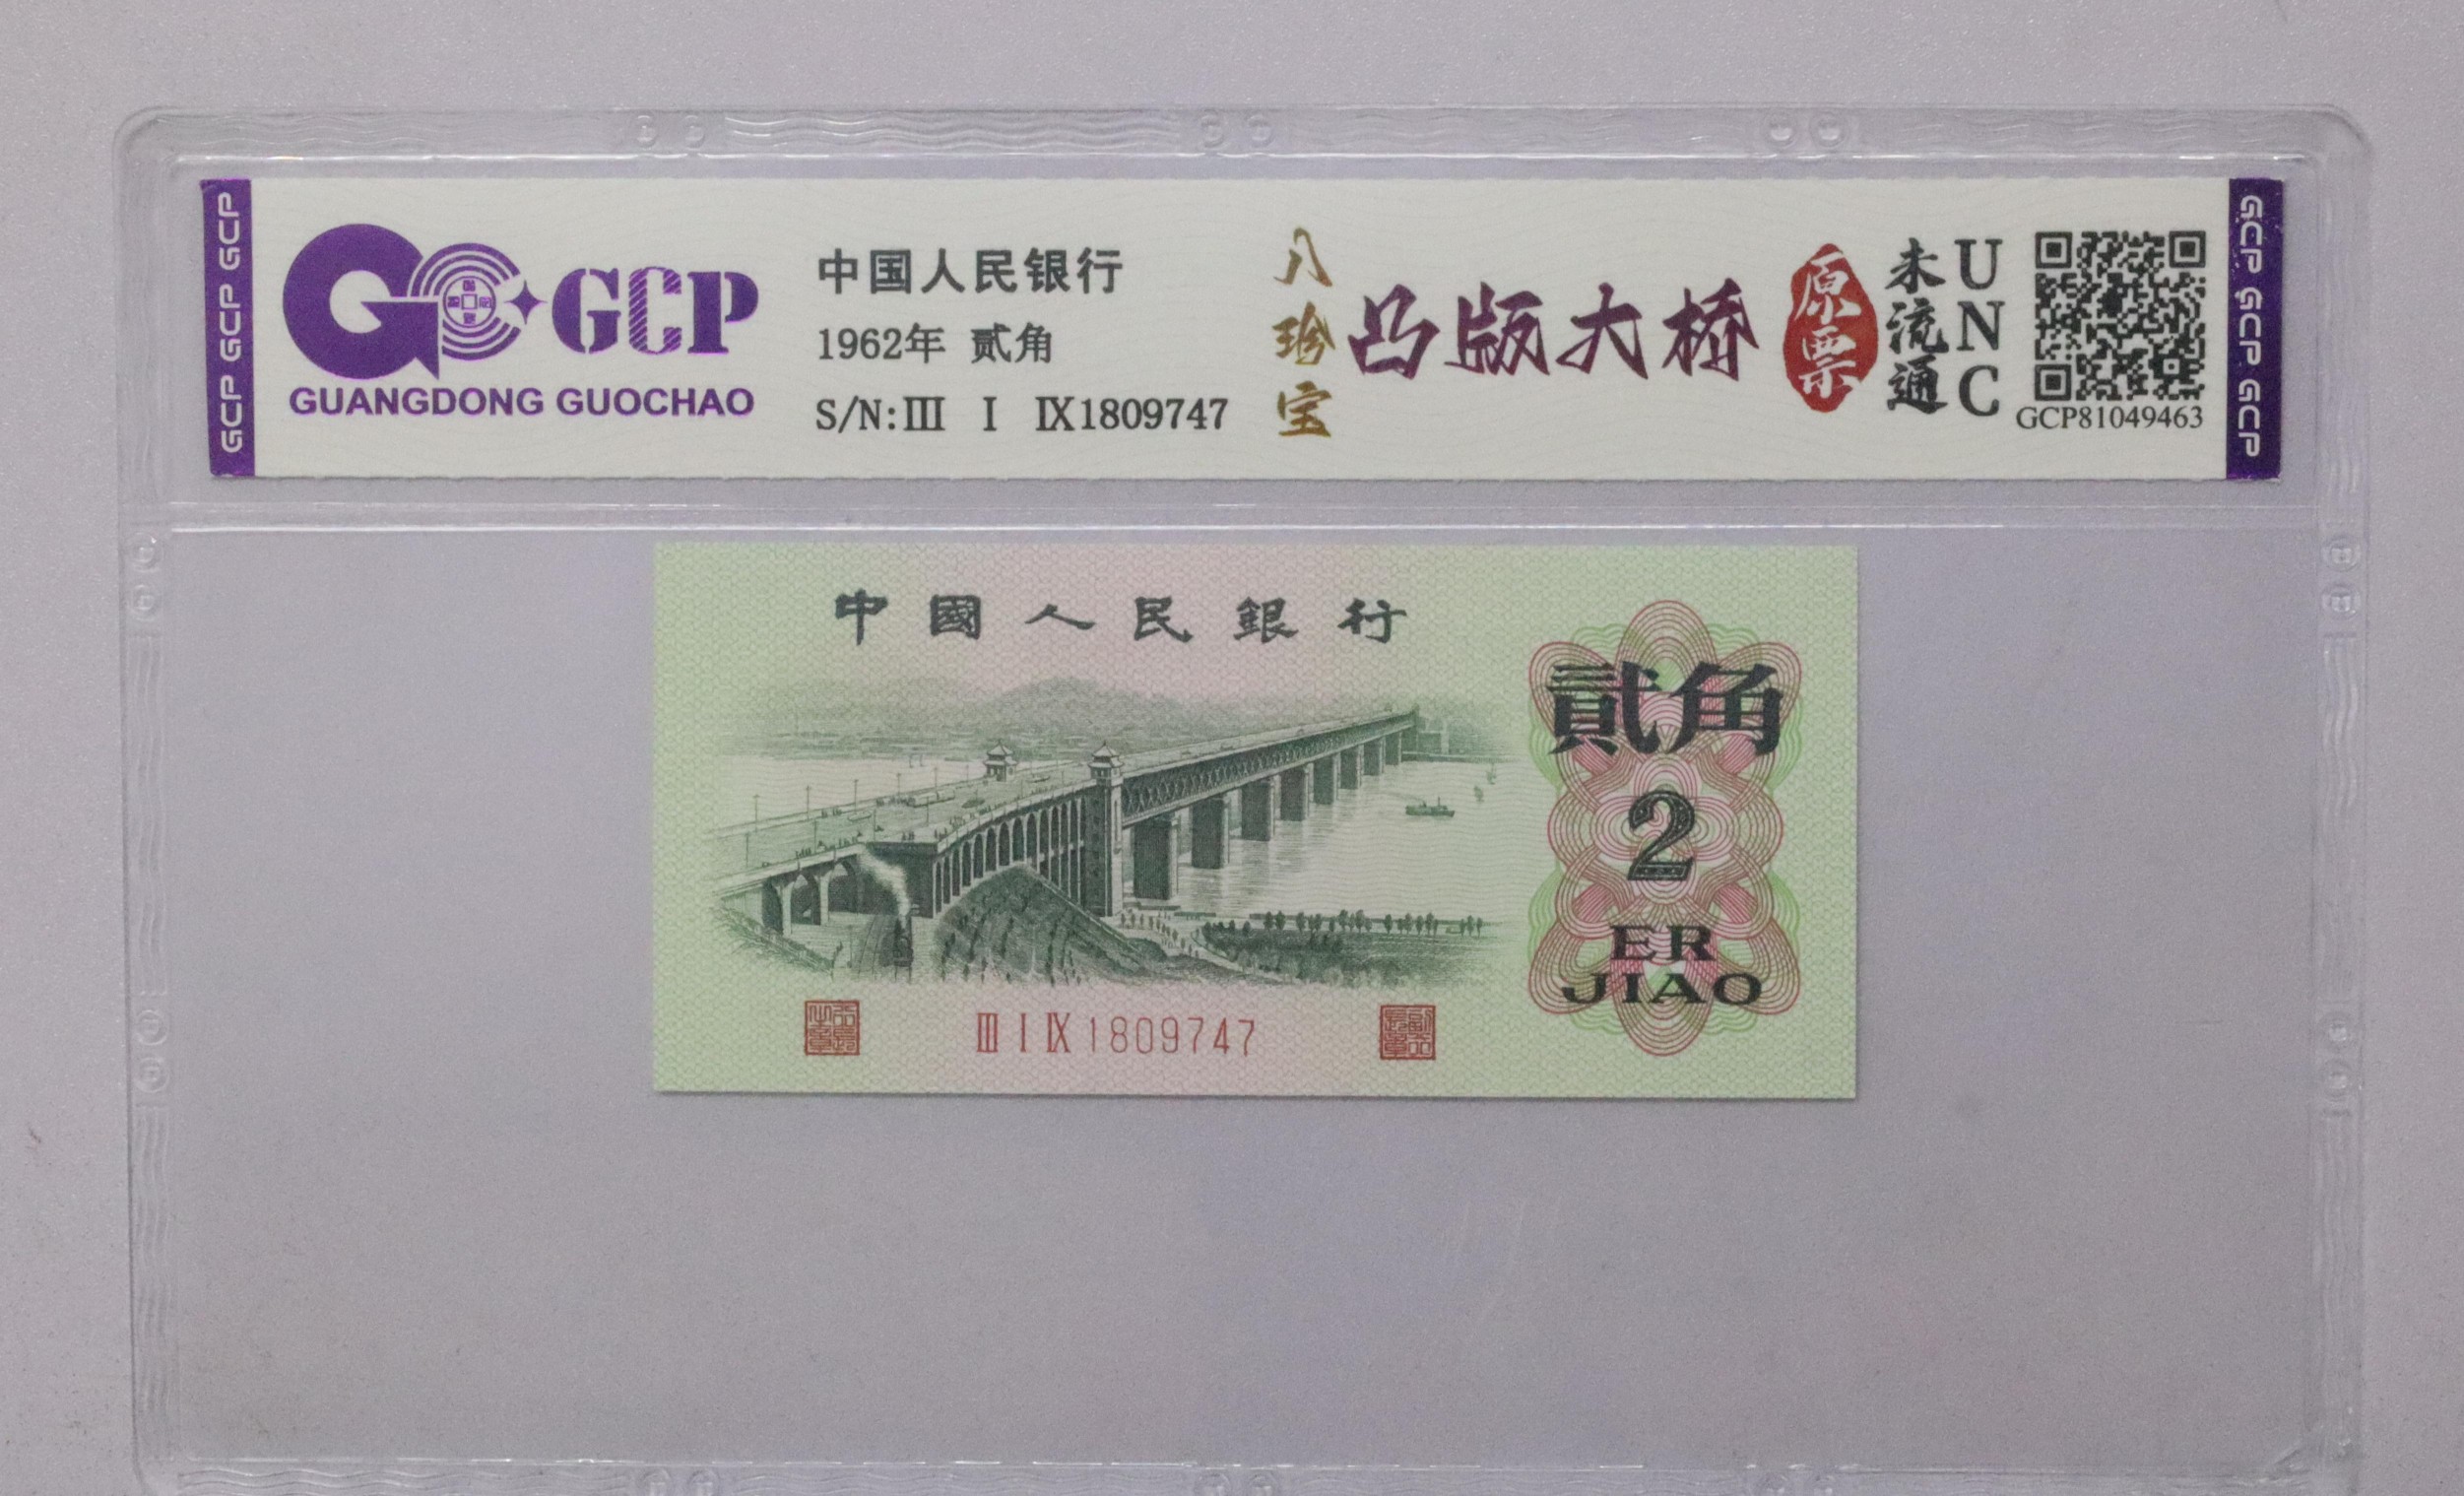 GCP GCP GCP
GCP
GUANGDONG GUOCHAO
中国人民银行
1962年 贰角
S/N:Ⅲ Ⅰ Ⅸ1809747
八珍宝
凸版大桥
原票
未流通
UNC
GCP81049463
GCP GCP GCP
中國人民銀行
貳角
2
ER
JIAO
Ⅲ Ⅰ Ⅸ 1809747